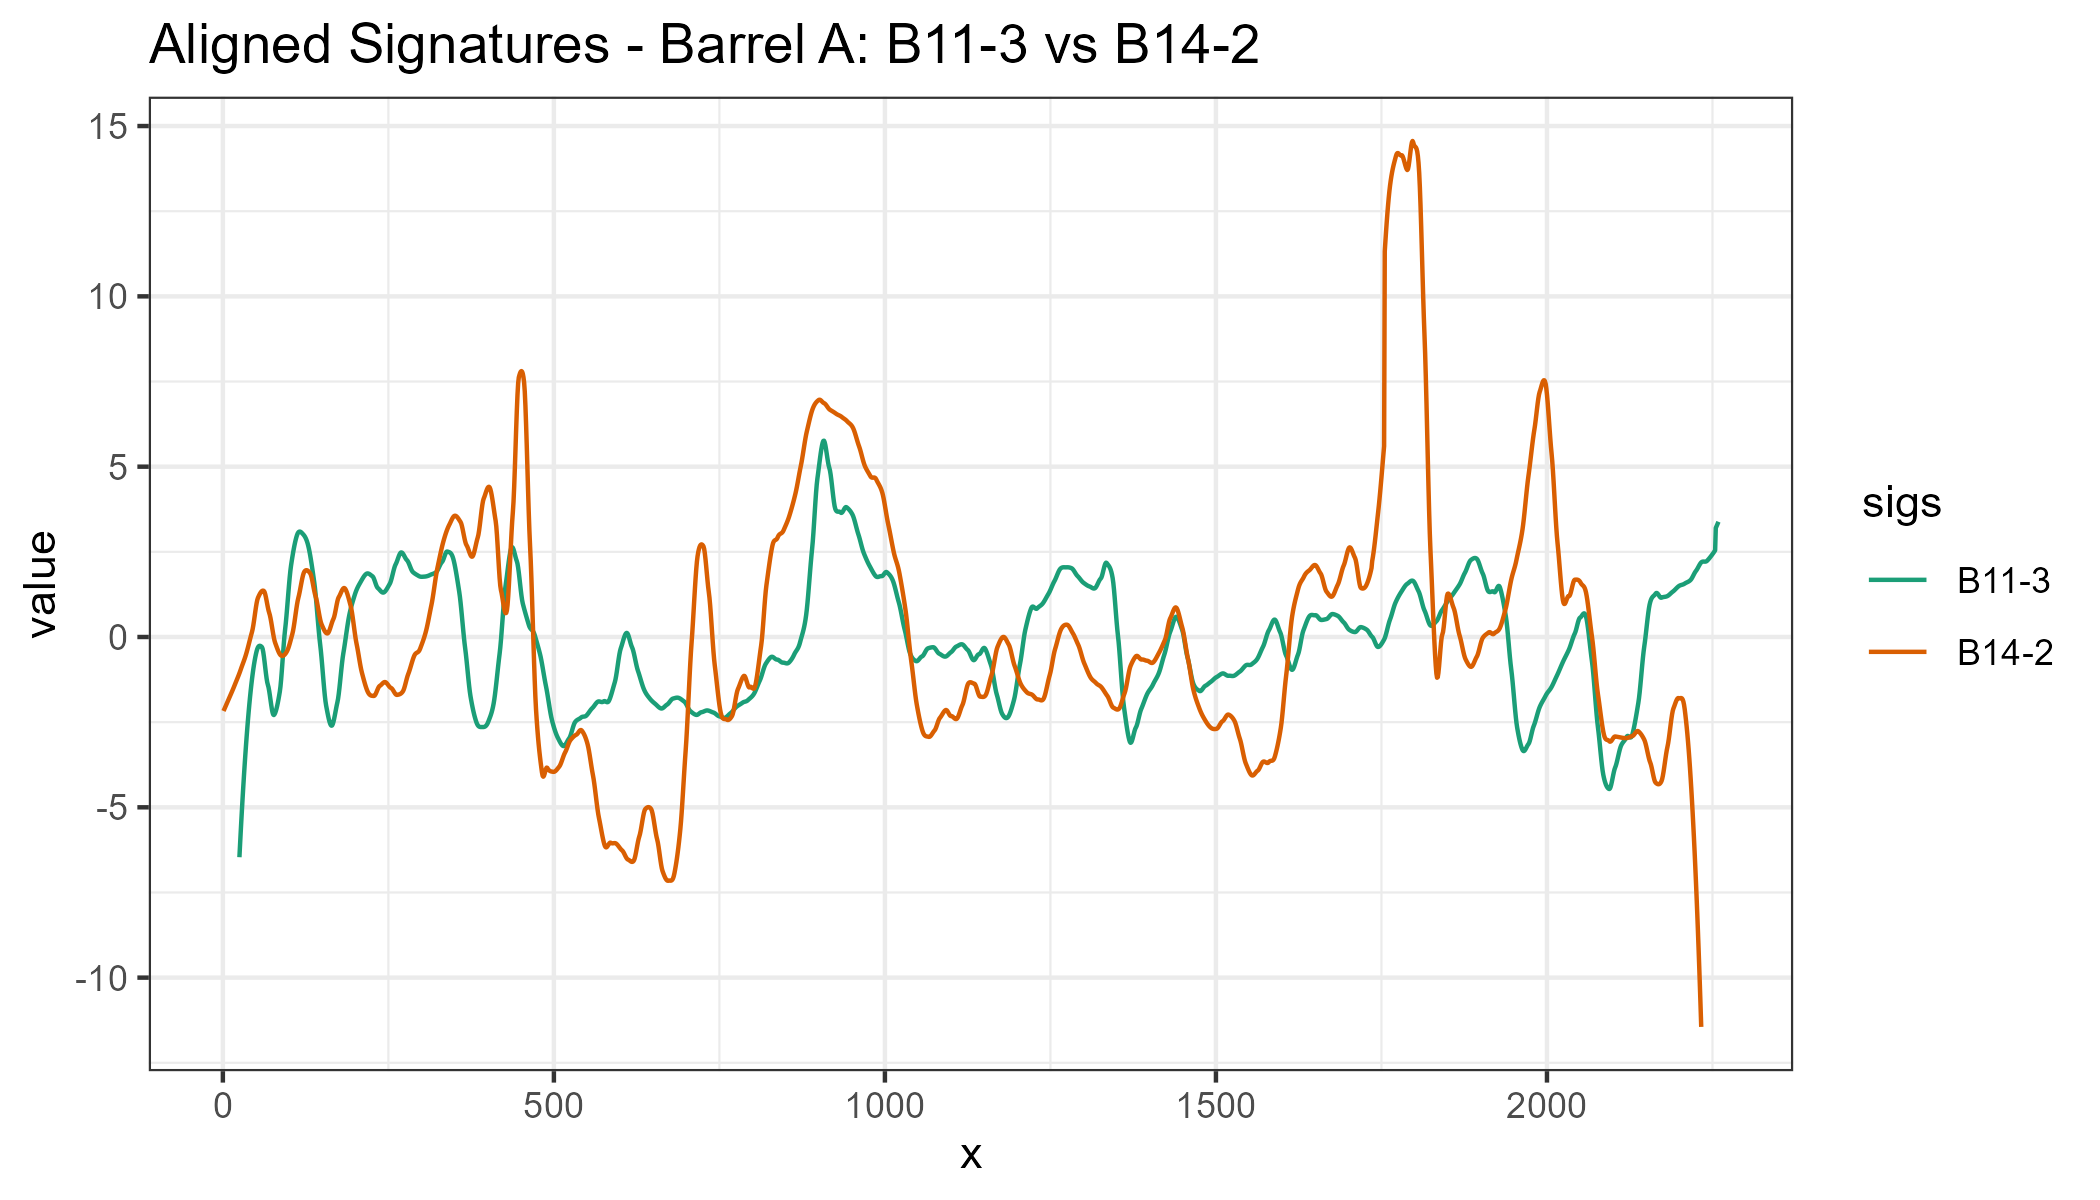 Aligned Signatures - Barrel A: B11-3 vs B14-2
15
10
5
0
-5
-10
value
0 500 1000 1500 2000
x
sigs
B11-3
B14-2